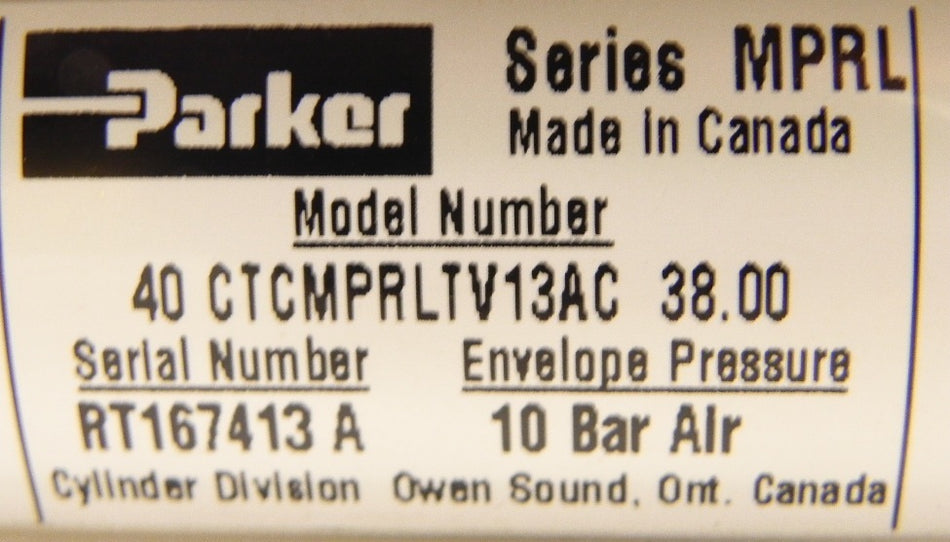 Parker
Series MPRL
Made in Canada
Model Number
40 CTCMPRLTV13AC 38.00
Serial Number Envelope Pressure
RT167413 A 10 Bar Air
Cylinder Division Owen Sound, Ont. Canada